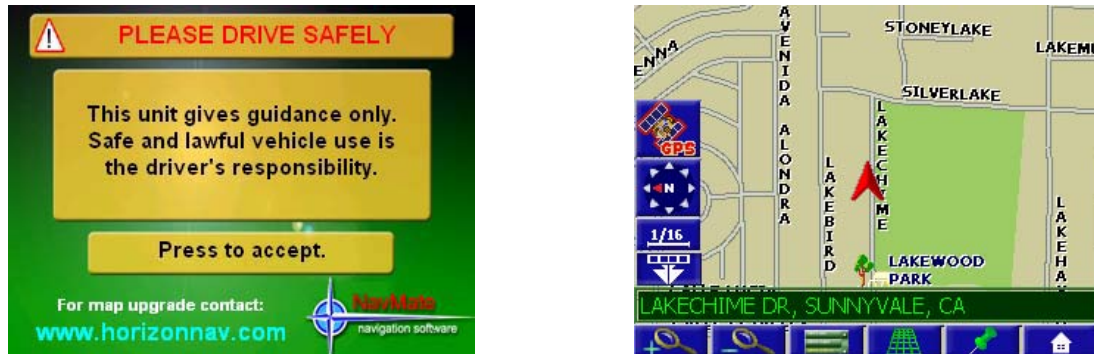 PLEASE DRIVE SAFELY
This unit gives guidance only.
Safe and lawful vehicle use is
the driver's responsibility.
Press to accept.
For map upgrade contact:
www.horizonnav.com
NavMate
navigation software
STONEYLAKE
SILVERLAKE
AVENIDA ALONDRA
LAKECHIME
LAKEBIRD
GPS
N
1/16
LAKEWOOD
PARK
LAKECHIME DR, SUNNYVALE, CA